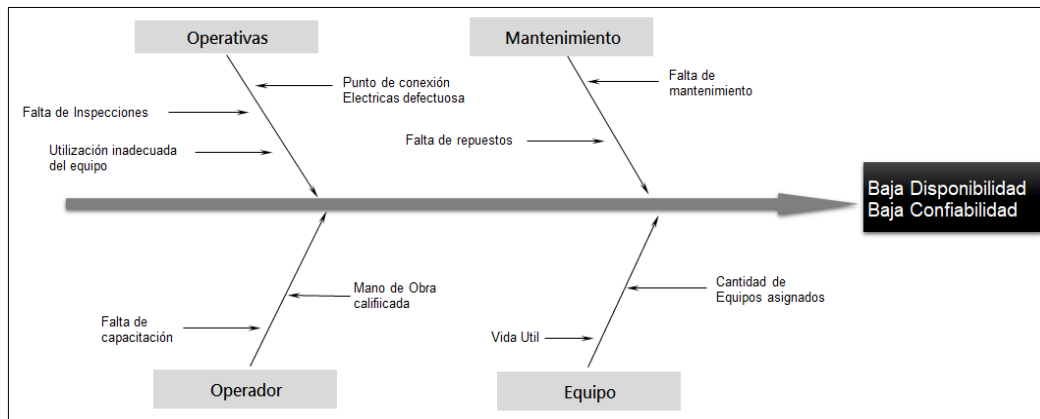 Operativas
Mantenimiento
Punto de conexión
Electricas defectuosa
Falta de
mantenimiento
Falta de Inspecciones
Falta de repuestos
Utilización inadecuada
del equipo
Baja Disponibilidad
Baja Confiabilidad
Mano de Obra
califiicada
Cantidad de
Equipos asignados
Falta de
capacitación
Vida Util
Operador
Equipo